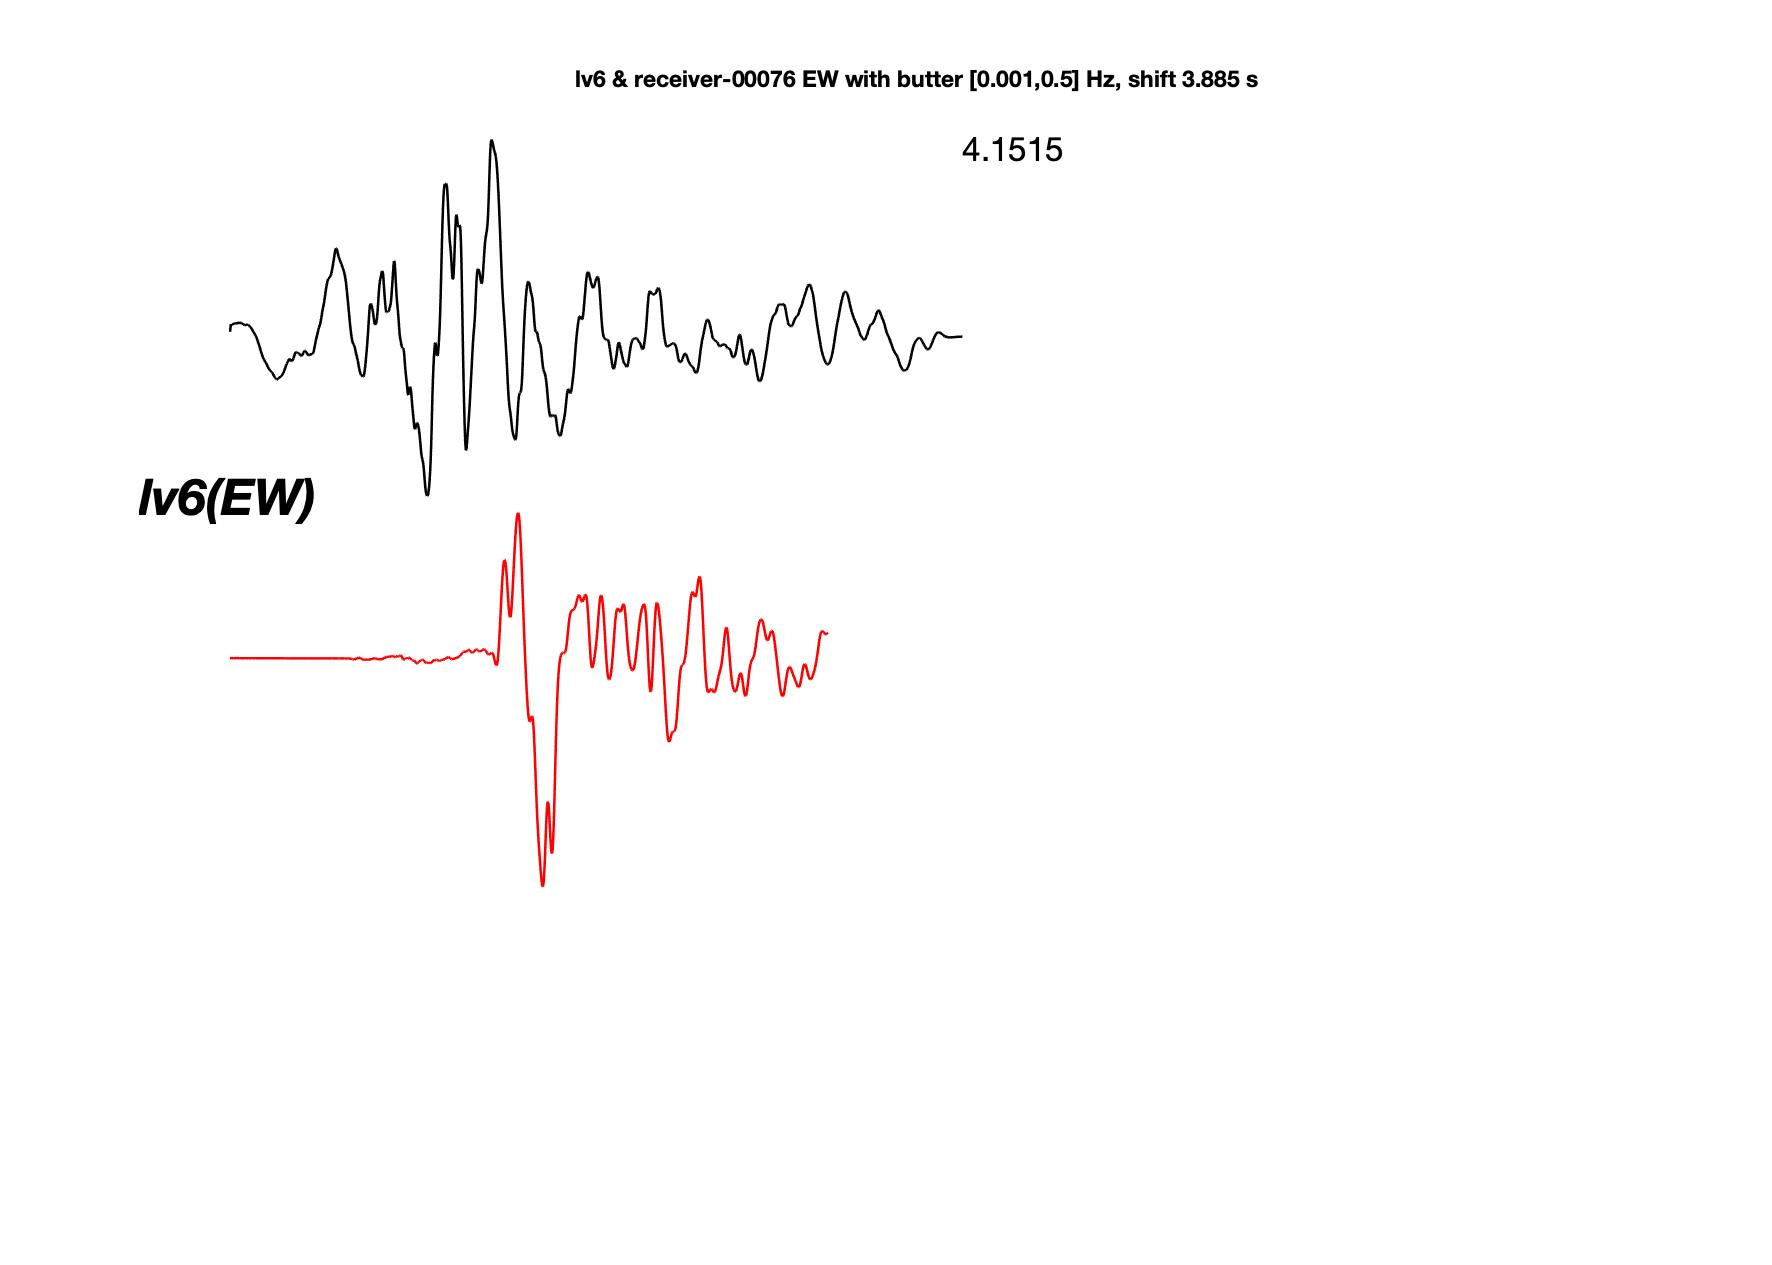 lv6 & receiver-00076 EW with butter [0.001,0.5] Hz, shift 3.885 s
4.1515
lv6(EW)